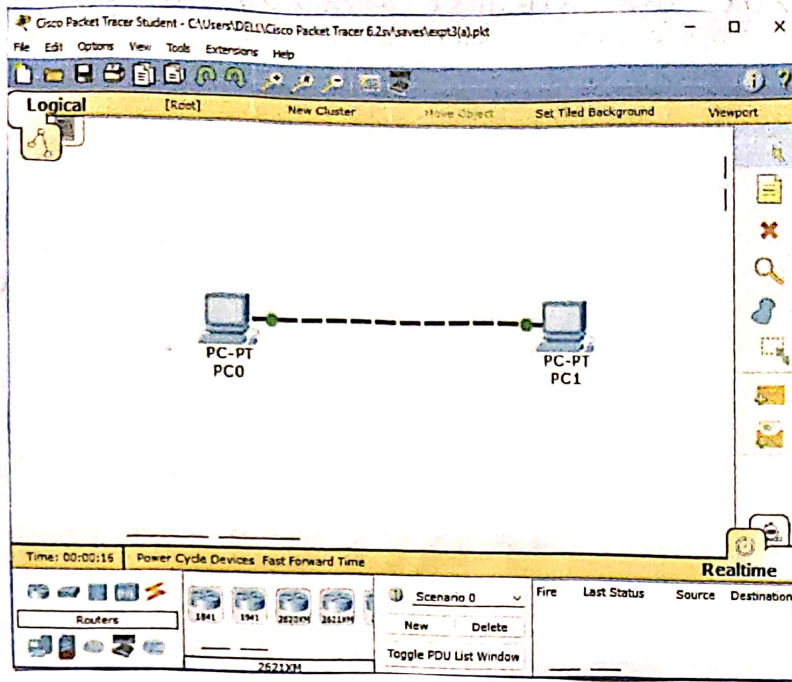 Cisco Packet Tracer Student - C:\Users\DELL\Cisco Packet Tracer 6.2sv\saves\expt3(a).pkt
File Edit Options View Tools Extensions Help
Logical [Root] New Cluster Move Object Set Tiled Background Viewport
PC-PT
PC0
PC-PT
PC1
Time: 00:00:16 Power Cycle Devices Fast Forward Time
Realtime
Routers
1841 1941 2620XM 2621XM
2621XM
Scenario 0
New Delete
Toggle PDU List Window
Fire Last Status Source Destination